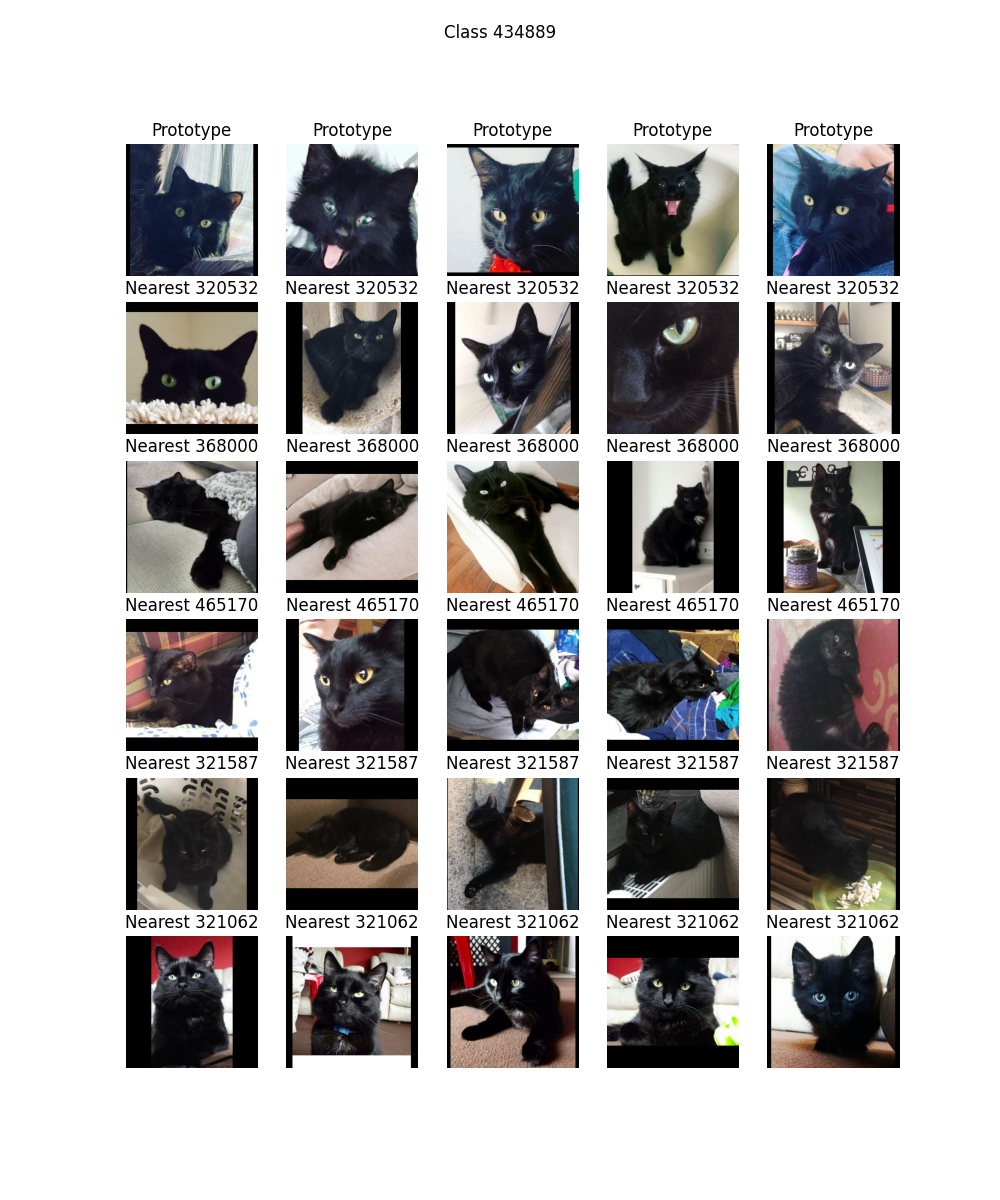 Class 434889
Prototype Prototype Prototype Prototype Prototype
Nearest 320532 Nearest 320532 Nearest 320532 Nearest 320532 Nearest 320532
Nearest 368000 Nearest 368000 Nearest 368000 Nearest 368000 Nearest 368000
Nearest 465170 Nearest 465170 Nearest 465170 Nearest 465170 Nearest 465170
Nearest 321587 Nearest 321587 Nearest 321587 Nearest 321587 Nearest 321587
Nearest 321062 Nearest 321062 Nearest 321062 Nearest 321062 Nearest 321062